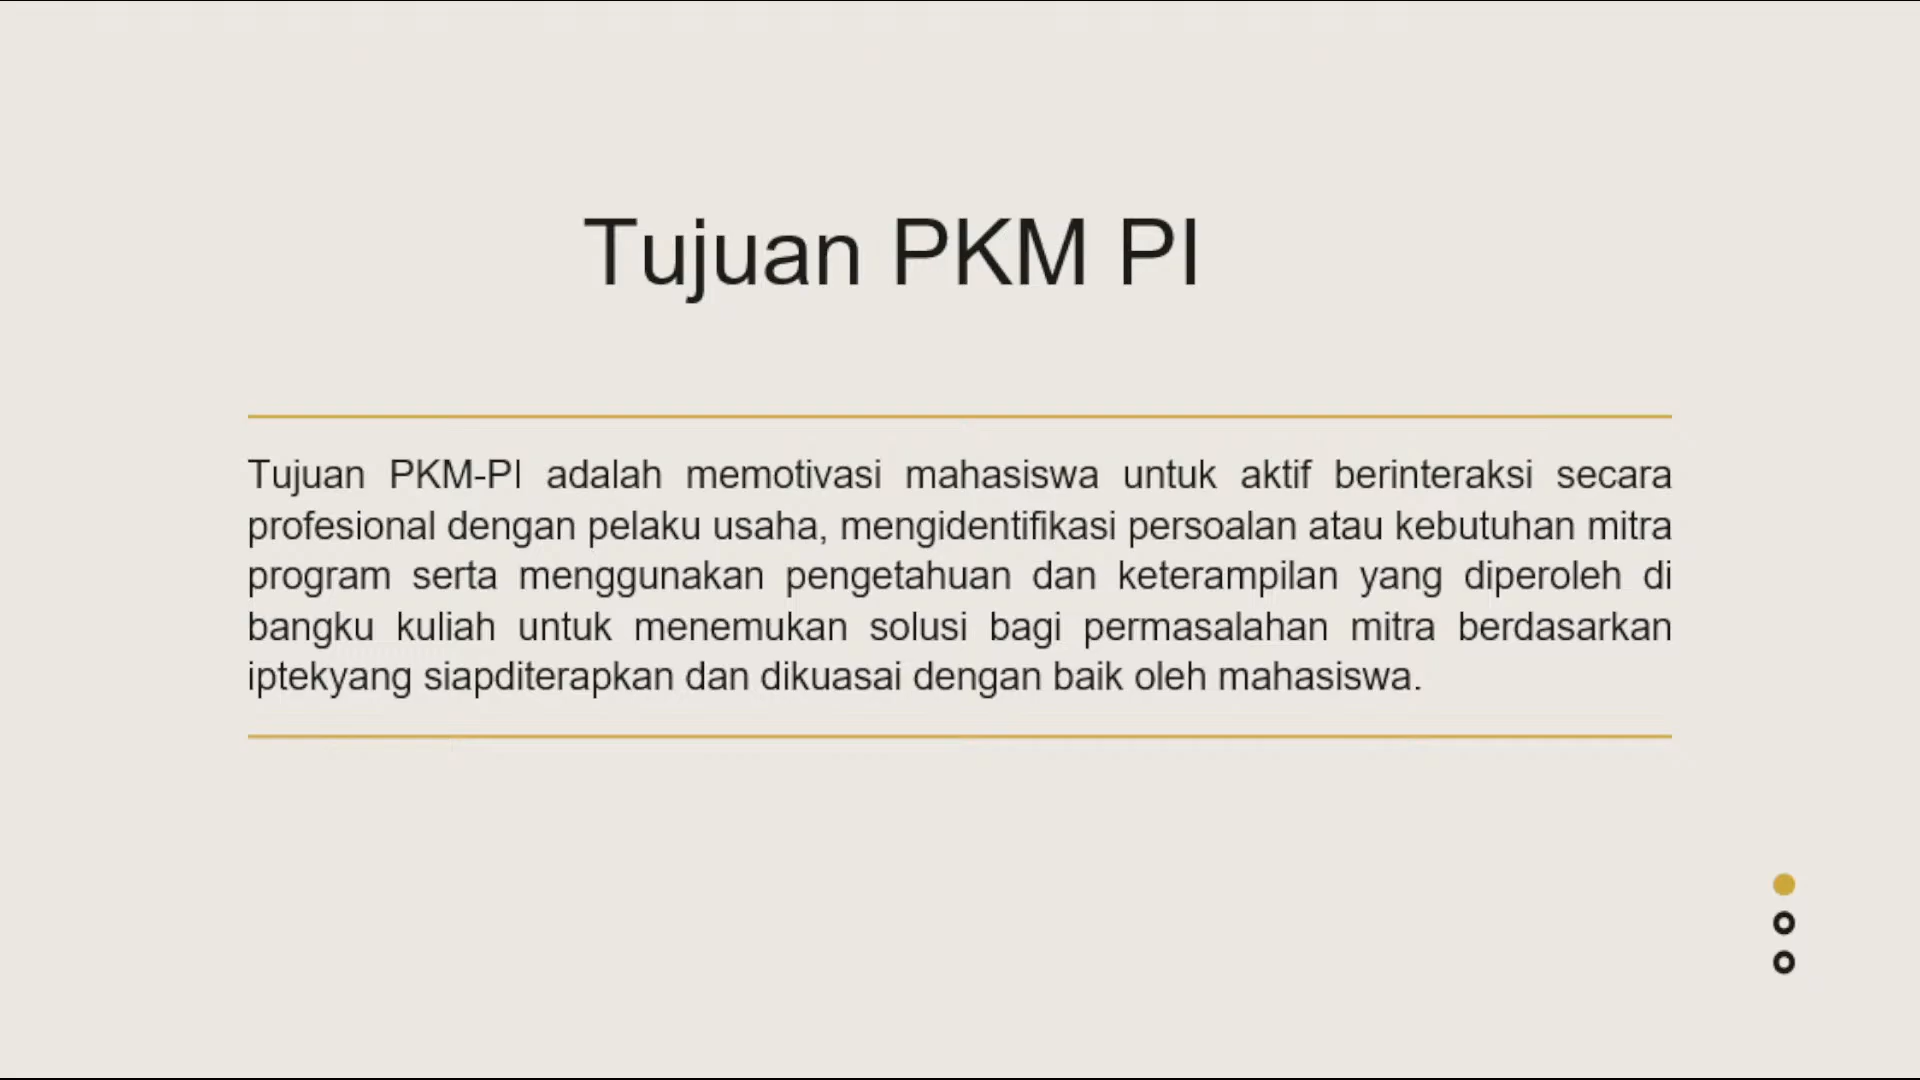 Tujuan PKM PI
Tujuan PKM-PI adalah memotivasi mahasiswa untuk aktif berinteraksi secara
profesional dengan pelaku usaha, mengidentifikasi persoalan atau kebutuhan mitra
program serta menggunakan pengetahuan dan keterampilan yang diperoleh di
bangku kuliah untuk menemukan solusi bagi permasalahan mitra berdasarkan
iptekyang siapditerapkan dan dikuasai dengan baik oleh mahasiswa.